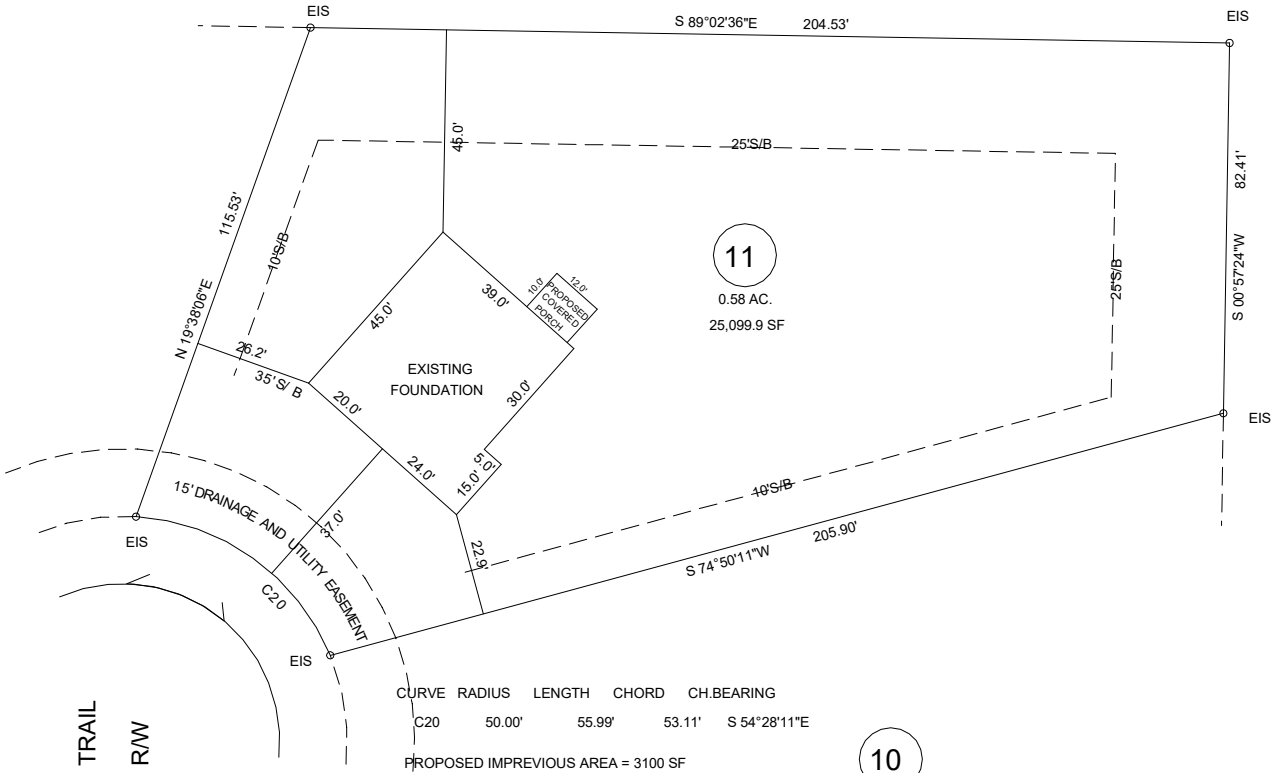 EIS
S 89°02'36"E 204.53'
EIS
45.0'
25'S/B
115.53'
82.41'
10'S/B
11
0.58 AC.
25,099.9 SF
39.0'
10.0'
12.0'
PROPOSED
COVERED
PORCH
25'S/B
S 00°57'24"W
N 19°38'06"E
45.0'
26.2'
35' S/ B
EXISTING
FOUNDATION
20.0'
30.0'
EIS
24.0'
5.0'
15.0'
10'S/B
15' DRAINAGE AND UTILITY EASEMENT
37.0'
205.90'
S 74°50'11"W
EIS
22.9'
C20
EIS
CURVE RADIUS LENGTH CHORD CH.BEARING
C20 50.00' 55.99' 53.11' S 54°28'11"E
TRAIL
R/W
PROPOSED IMPREVIOUS AREA = 3100 SF
10